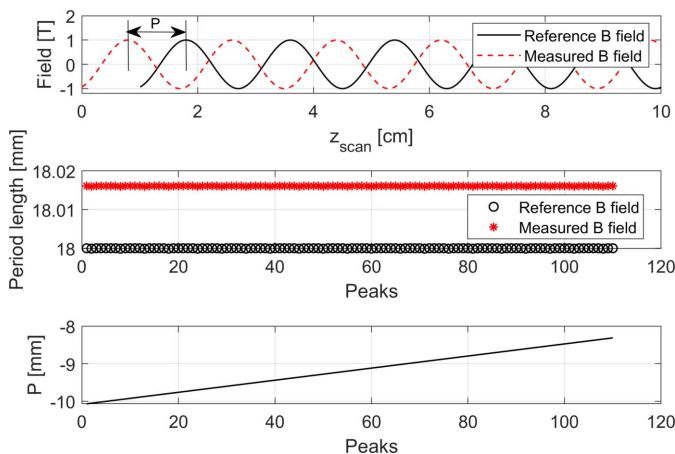 2
1
0
-1
Field [T]
P
Reference B field
Measured B field
0 2 4 6 8 10
z_scan [cm]
18.02
18.01
18
Period length [mm]
Reference B field
Measured B field
0 20 40 60 80 100 120
Peaks
-8
-9
-10
P [mm]
0 20 40 60 80 100 120
Peaks